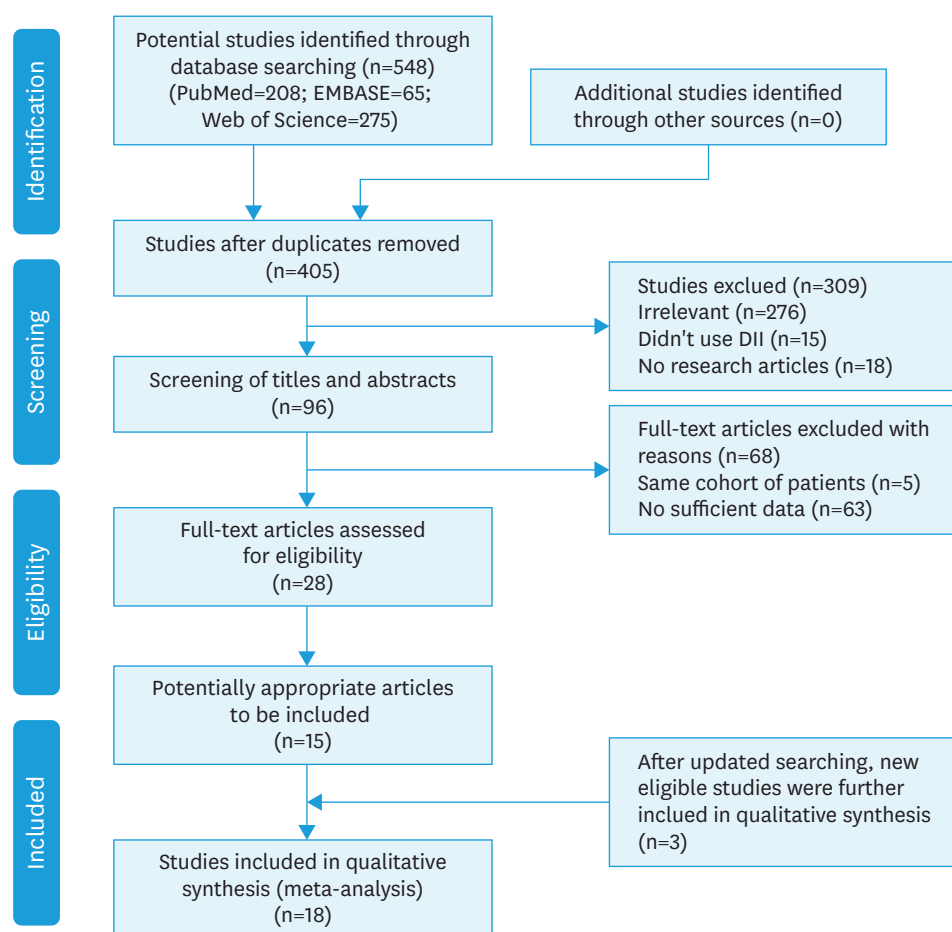 Identification
Potential studies identified through
database searching (n=548)
(PubMed=208; EMBASE=65;
Web of Science=275)
Additional studies identified
through other sources (n=0)
Studies after duplicates removed
(n=405)
Screening
Studies exclued (n=309)
Irrelevant (n=276)
Didn't use DII (n=15)
No research articles (n=18)
Screening of titles and abstracts
(n=96)
Full-text articles excluded with
reasons (n=68)
Same cohort of patients (n=5)
No sufficient data (n=63)
Eligibility
Full-text articles assessed
for eligibility
(n=28)
Potentially appropriate articles
to be included
(n=15)
Included
After updated searching, new
eligible studies were further
inclued in qualitative synthesis
(n=3)
Studies included in qualitative
synthesis (meta-analysis)
(n=18)